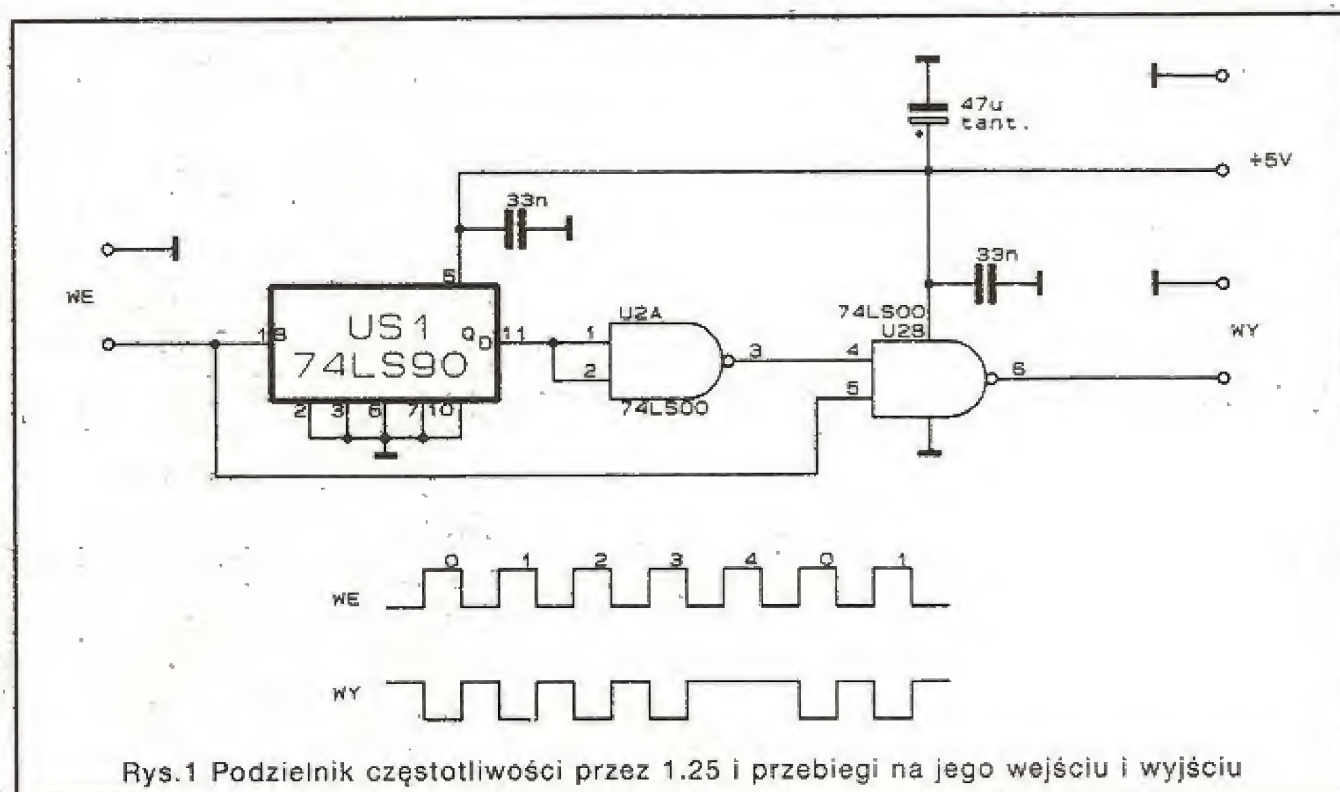 47u
tant.
+5V
33n
33n
WE
5
1B
US1
74LS90
QD
11
2 3 6 7 10
U2A
1
2
3
74LS00
74LS00
U2B
4
5
6
WY
0 1 2 3 4 0 1
WE
WY
Rys.1 Podzielnik częstotliwości przez 1.25 i przebiegi na jego wejściu i wyjściu